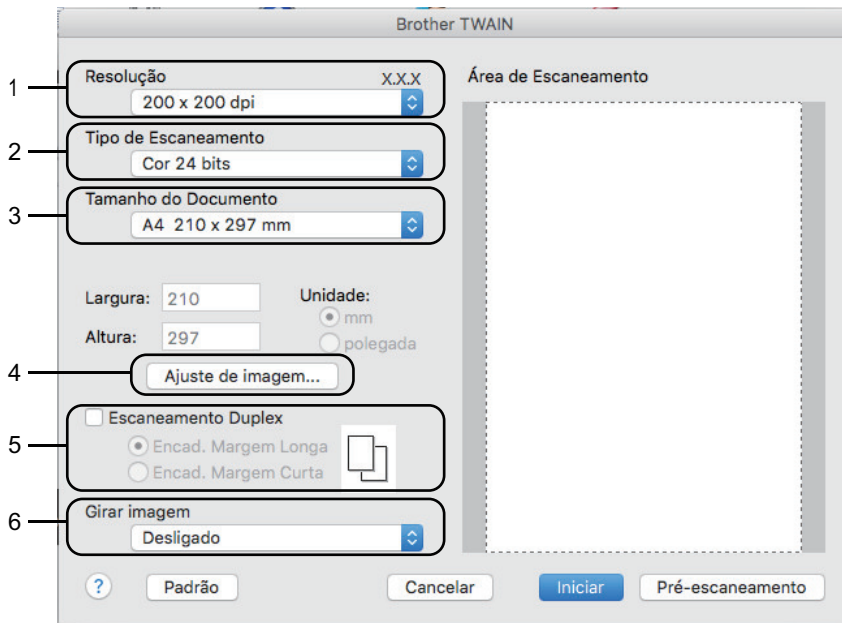 Brother TWAIN
1
Resolução X.X.X
200 x 200 dpi
2
Tipo de Escaneamento
Cor 24 bits
3
Tamanho do Documento
A4 210 x 297 mm
Largura: 210
Altura: 297
Unidade:
mm
polegada
4
Ajuste de imagem...
5
Escaneamento Duplex
Encad. Margem Longa
Encad. Margem Curta
6
Girar imagem
Desligado
Área de Escaneamento
?
Padrão
Cancelar
Iniciar
Pré-escaneamento